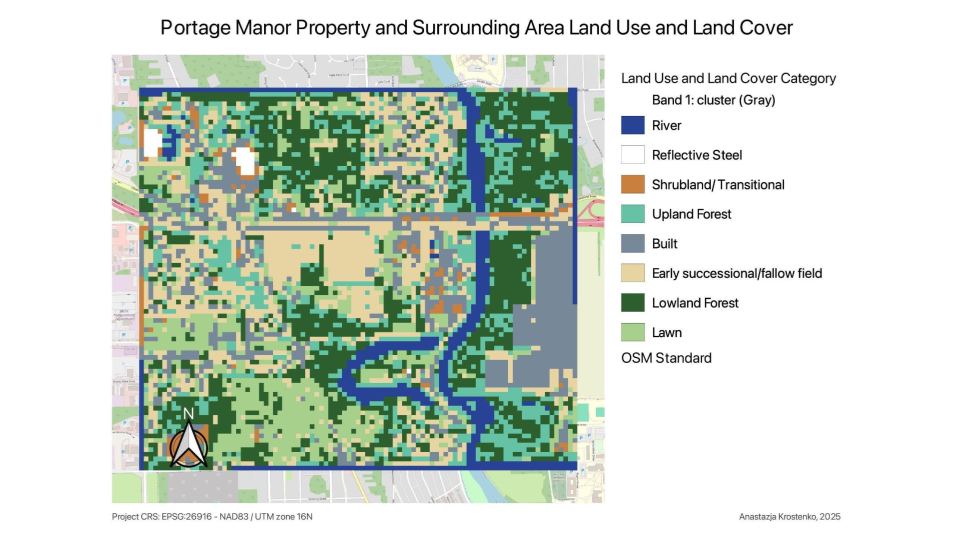 Portage Manor Property and Surrounding Area Land Use and Land Cover
Land Use and Land Cover Category
Band 1: cluster (Gray)
River
Reflective Steel
Shrubland/Transitional
Upland Forest
Built
Early successional/fallow field
Lowland Forest
Lawn
OSM Standard
N
Project CRS: EPSG:26916 - NAD83 / UTM zone 16N
Anastazja Krostenko, 2025